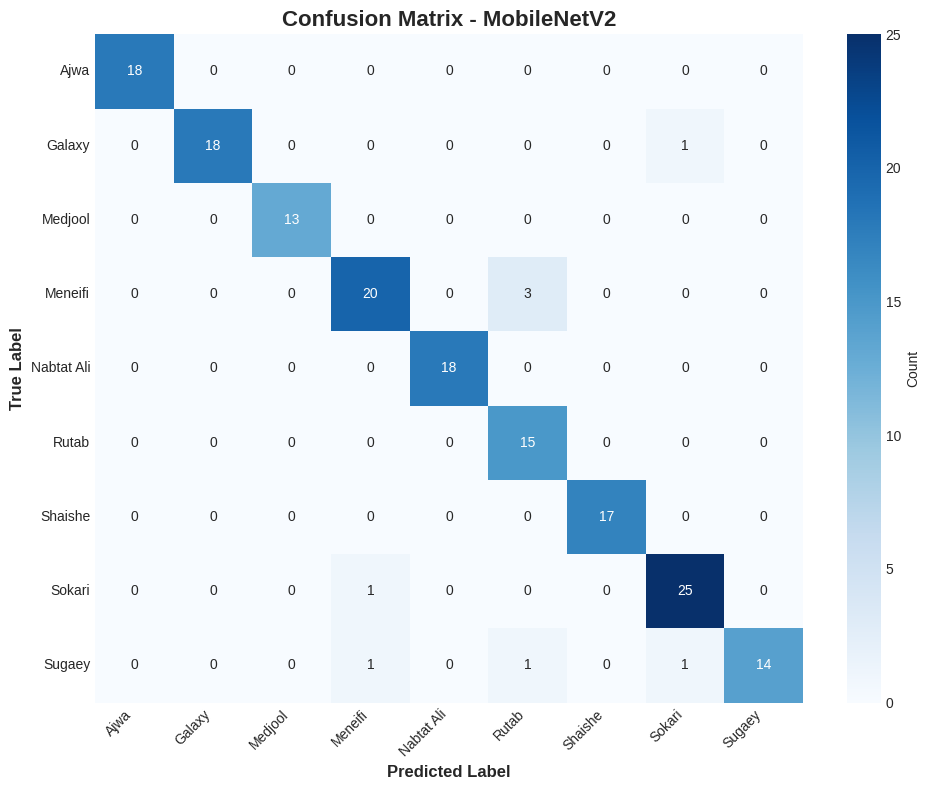 Confusion Matrix - MobileNetV2
True Label
Ajwa 18 0 0 0 0 0 0 0 0
Galaxy 0 18 0 0 0 0 0 1 0
Medjool 0 0 13 0 0 0 0 0 0
Meneifi 0 0 0 20 0 3 0 0 0
Nabtat Ali 0 0 0 0 18 0 0 0 0
Rutab 0 0 0 0 0 15 0 0 0
Shaishe 0 0 0 0 0 0 17 0 0
Sokari 0 0 0 1 0 0 0 25 0
Sugaey 0 0 0 1 0 1 0 1 14
Ajwa Galaxy Medjool Meneifi Nabtat Ali Rutab Shaishe Sokari Sugaey
Predicted Label
25
20
15
10
5
0
Count